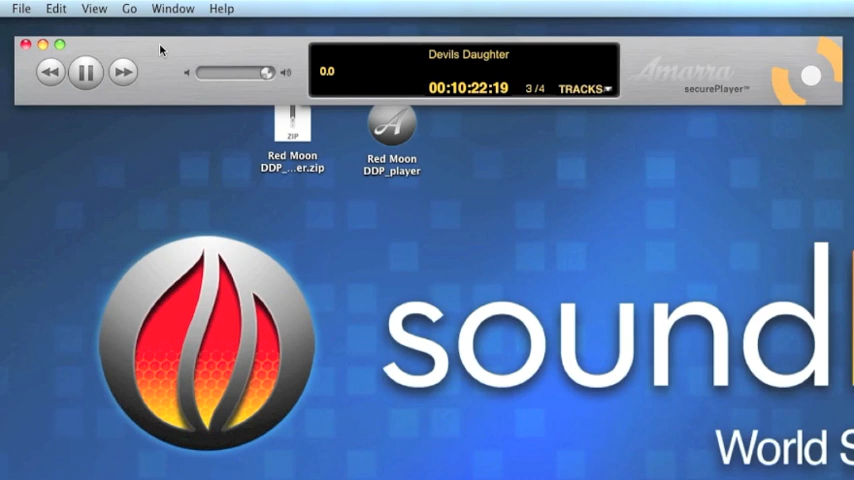 File Edit View Go Window Help
Devils Daughter
0.0
00:10:22:19 3/4 TRACKS
Amarra
securePlayer™
ZIP
Red Moon
DDP_...er.zip
A
Red Moon
DDP_player
sound
World S